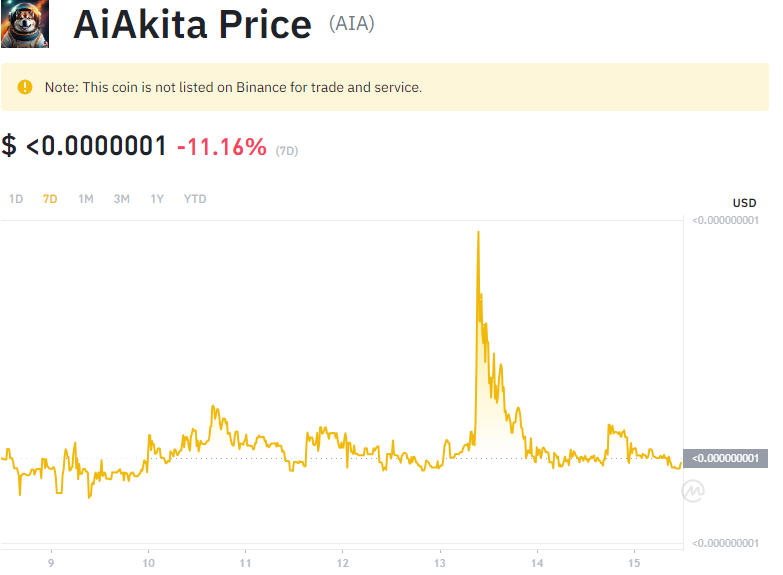 AiAkita Price (AIA)
Note: This coin is not listed on Binance for trade and service.
$ <0.0000001 -11.16% (7D)
1D 7D 1M 3M 1Y YTD
USD
<0.000000001
<0.000000001
<0.000000001
9 10 11 12 13 14 15